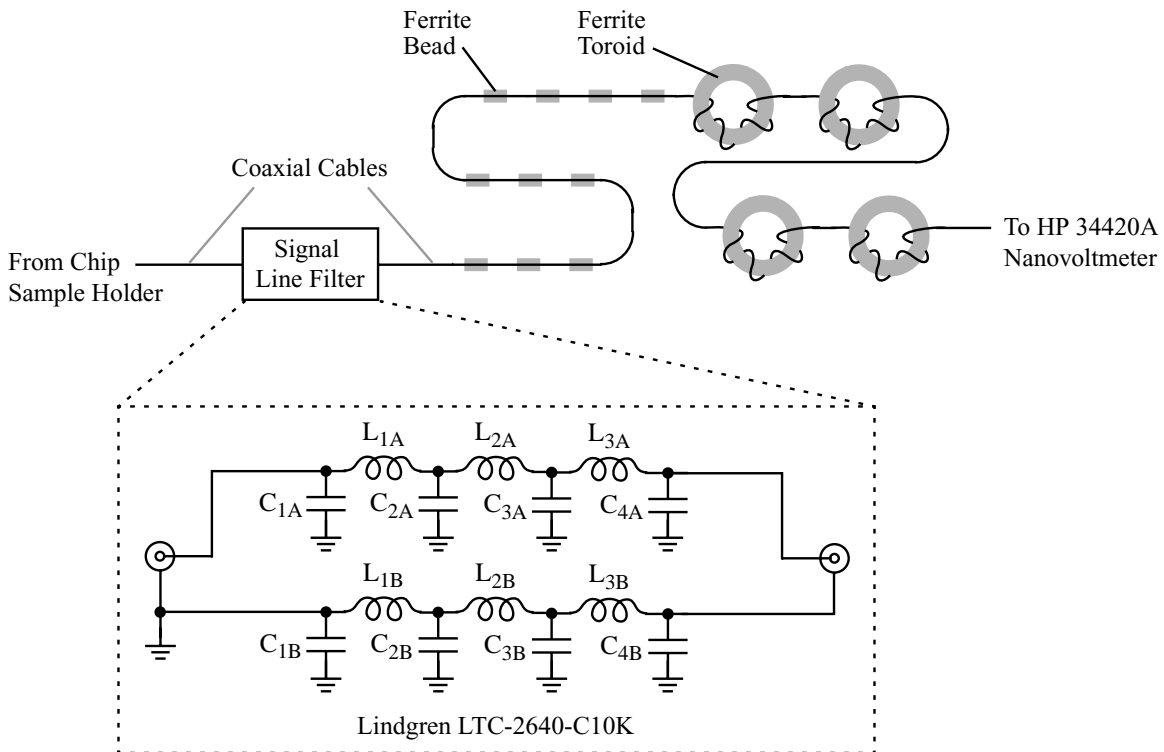 Ferrite
Bead
Ferrite
Toroid
Coaxial Cables
From Chip
Sample Holder
Signal
Line Filter
To HP 34420A
Nanovoltmeter
L1A
L2A
L3A
C1A
C2A
C3A
C4A
L1B
L2B
L3B
C1B
C2B
C3B
C4B
Lindgren LTC-2640-C10K